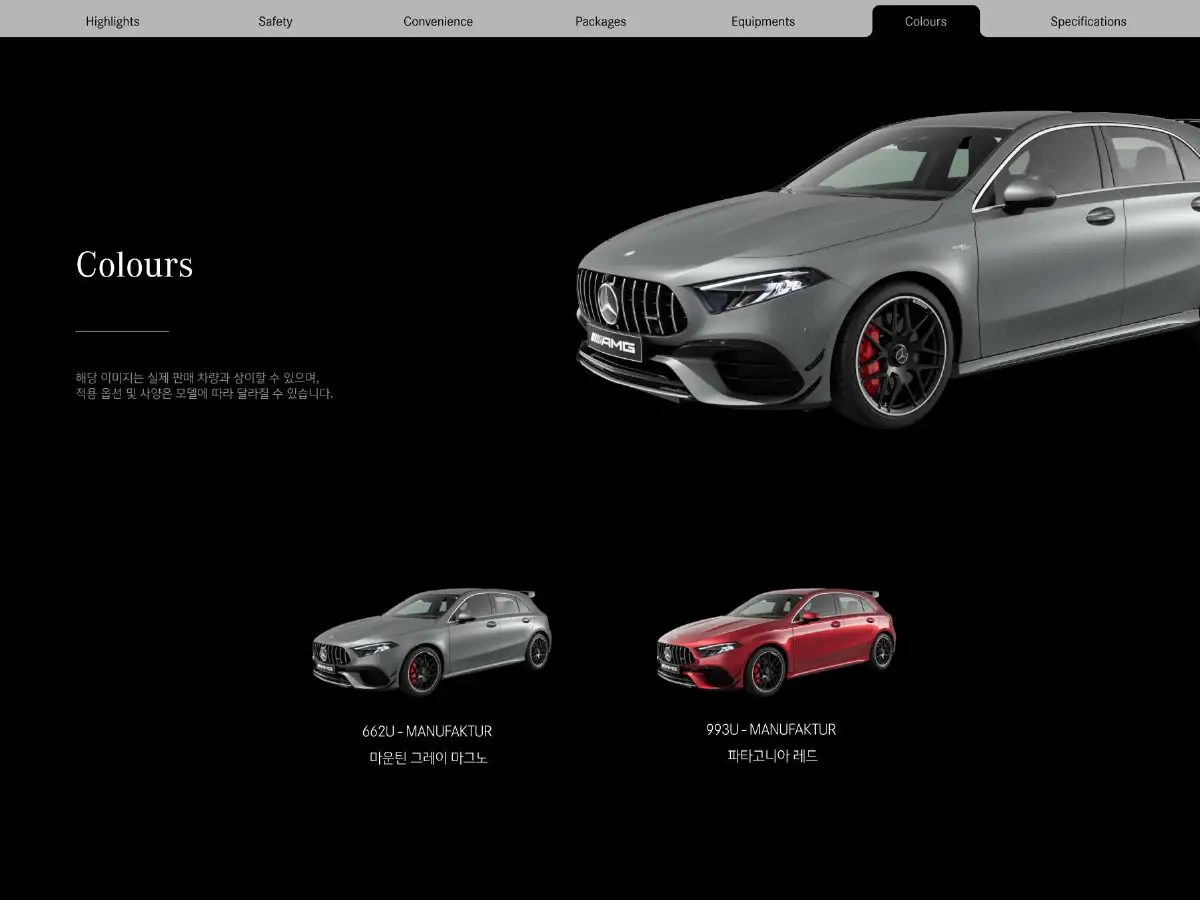 Highlights
Safety
Convenience
Packages
Equipments
Colours
Specifications
Colours
해당 이미지는 실제 판매 차량과 상이할 수 있으며,
적용 옵션 및 사양은 모델에 따라 달라질 수 있습니다.
AMG
662U - MANUFAKTUR
마운틴 그레이 마그노
993U - MANUFAKTUR
파타고니아 레드